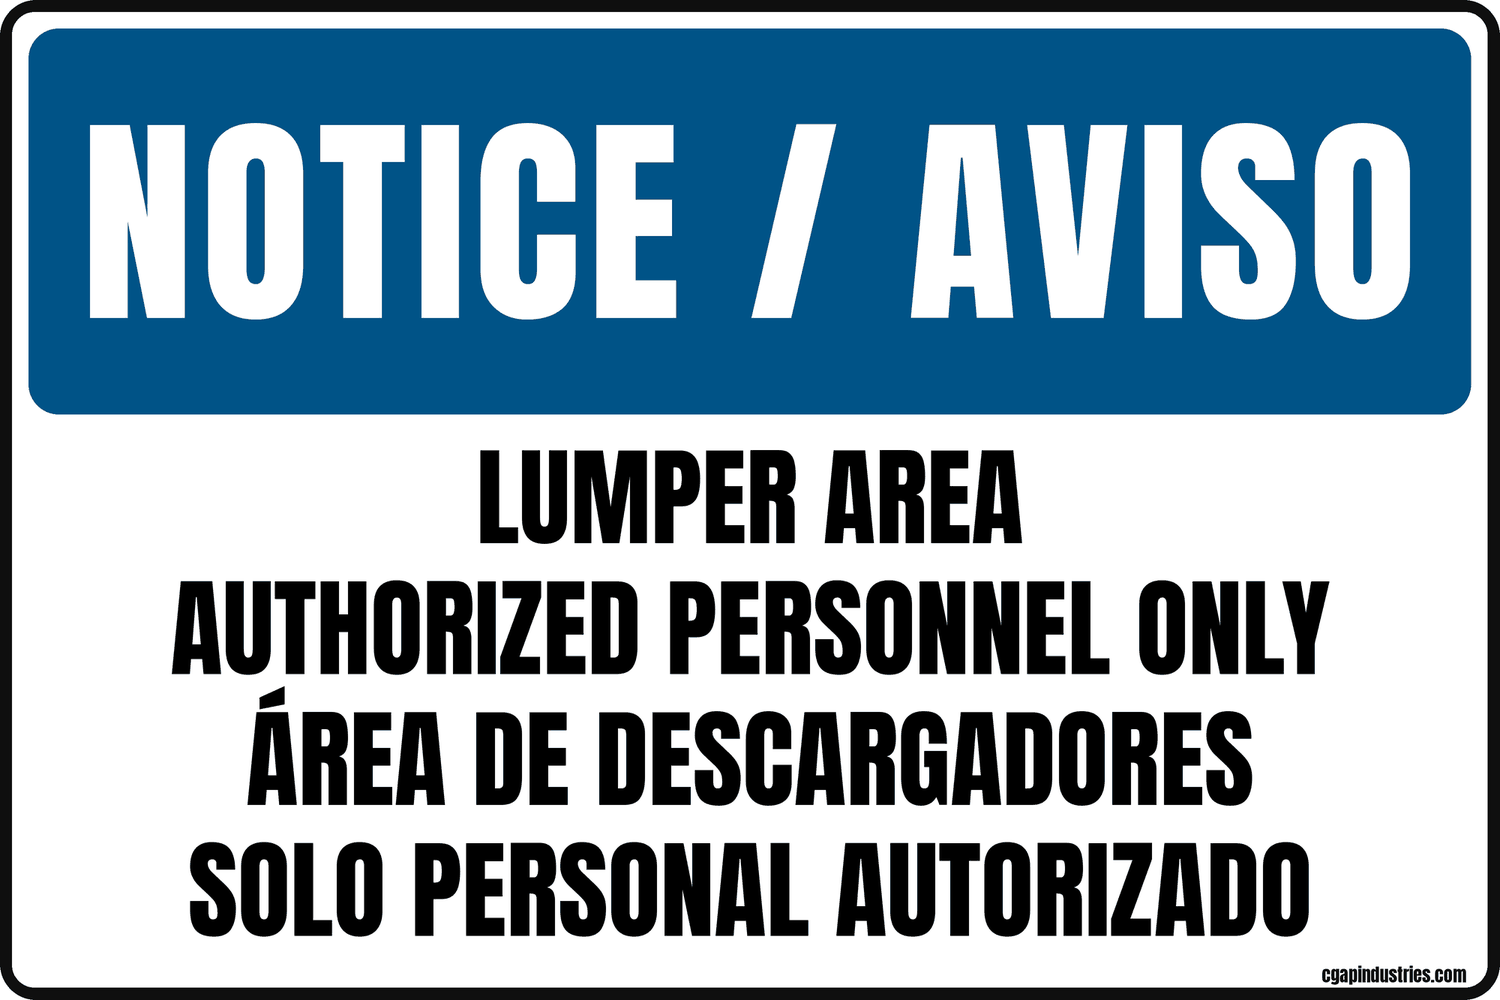 NOTICE / AVISO
LUMPER AREA
AUTHORIZED PERSONNEL ONLY
ÁREA DE DESCARGADORES
SOLO PERSONAL AUTORIZADO
cgapindustries.com